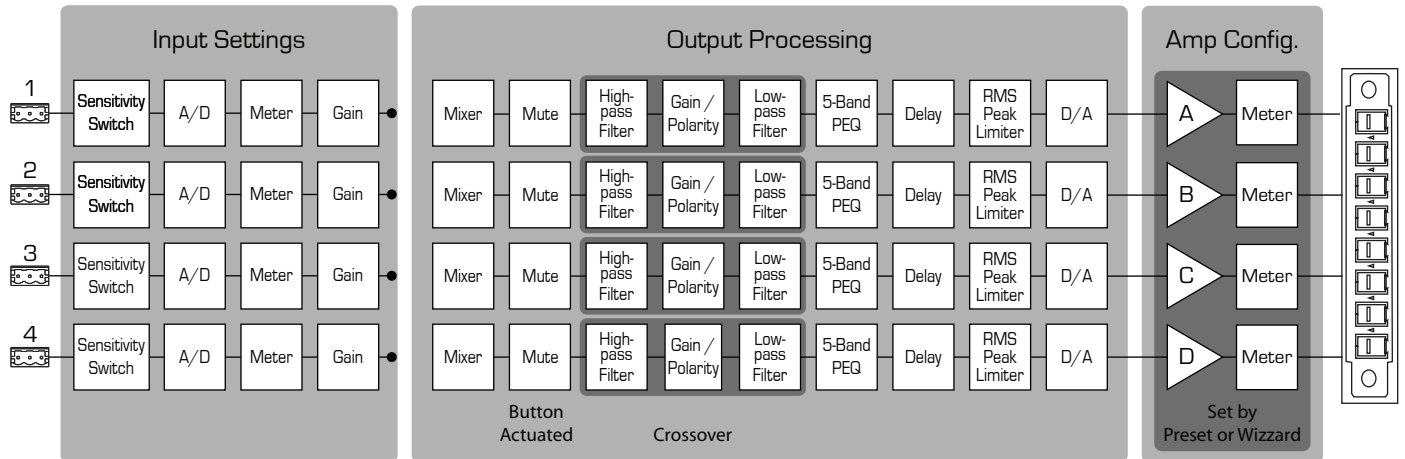 Input Settings
Output Processing
Amp Config.
1
Sensitivity Switch
A/D
Meter
Gain
Mixer
Mute
High-pass Filter
Gain / Polarity
Low-pass Filter
5-Band PEQ
Delay
RMS Peak Limiter
D/A
A
Meter
2
Sensitivity Switch
A/D
Meter
Gain
Mixer
Mute
High-pass Filter
Gain / Polarity
Low-pass Filter
5-Band PEQ
Delay
RMS Peak Limiter
D/A
B
Meter
3
Sensitivity Switch
A/D
Meter
Gain
Mixer
Mute
High-pass Filter
Gain / Polarity
Low-pass Filter
5-Band PEQ
Delay
RMS Peak Limiter
D/A
C
Meter
4
Sensitivity Switch
A/D
Meter
Gain
Mixer
Mute
High-pass Filter
Gain / Polarity
Low-pass Filter
5-Band PEQ
Delay
RMS Peak Limiter
D/A
D
Meter
Button
Actuated
Crossover
Set by
Preset or Wizzard